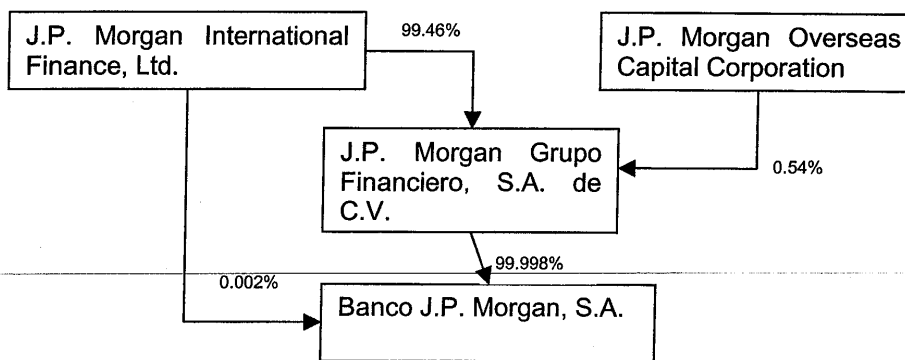 J.P. Morgan International
Finance, Ltd.
99.46%
J.P. Morgan Overseas
Capital Corporation
J.P. Morgan Grupo
Financiero, S.A. de
C.V.
0.54%
99.998%
0.002%
Banco J.P. Morgan, S.A.